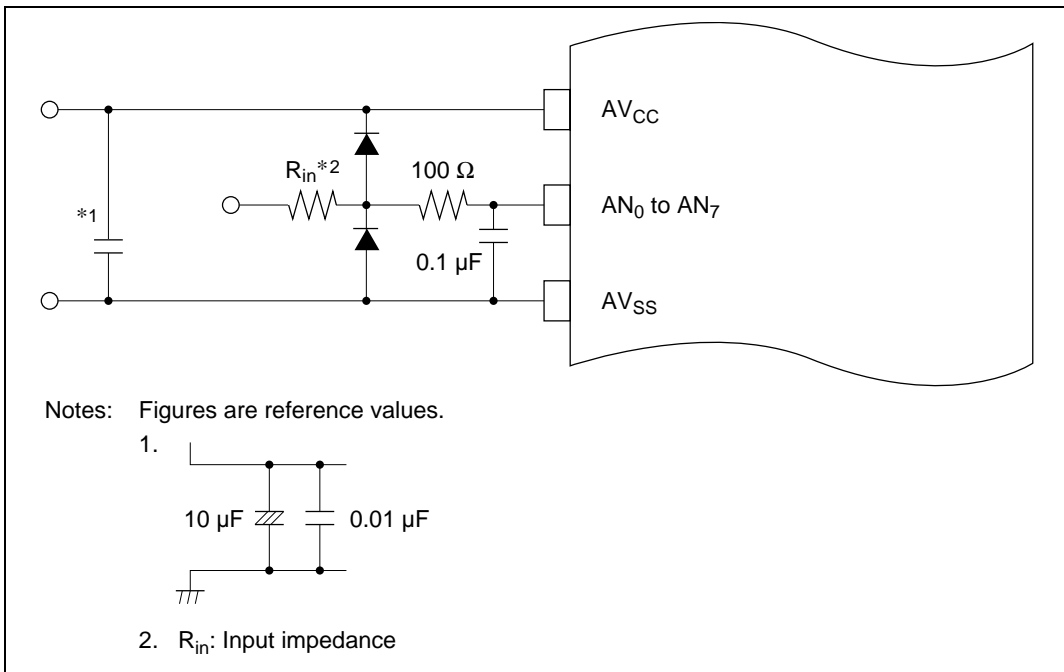 AVCC
Rin*2
100 Ω
*1
AN0 to AN7
0.1 μF
AVSS
Notes: Figures are reference values.
1.
10 μF
0.01 μF
2. Rin: Input impedance